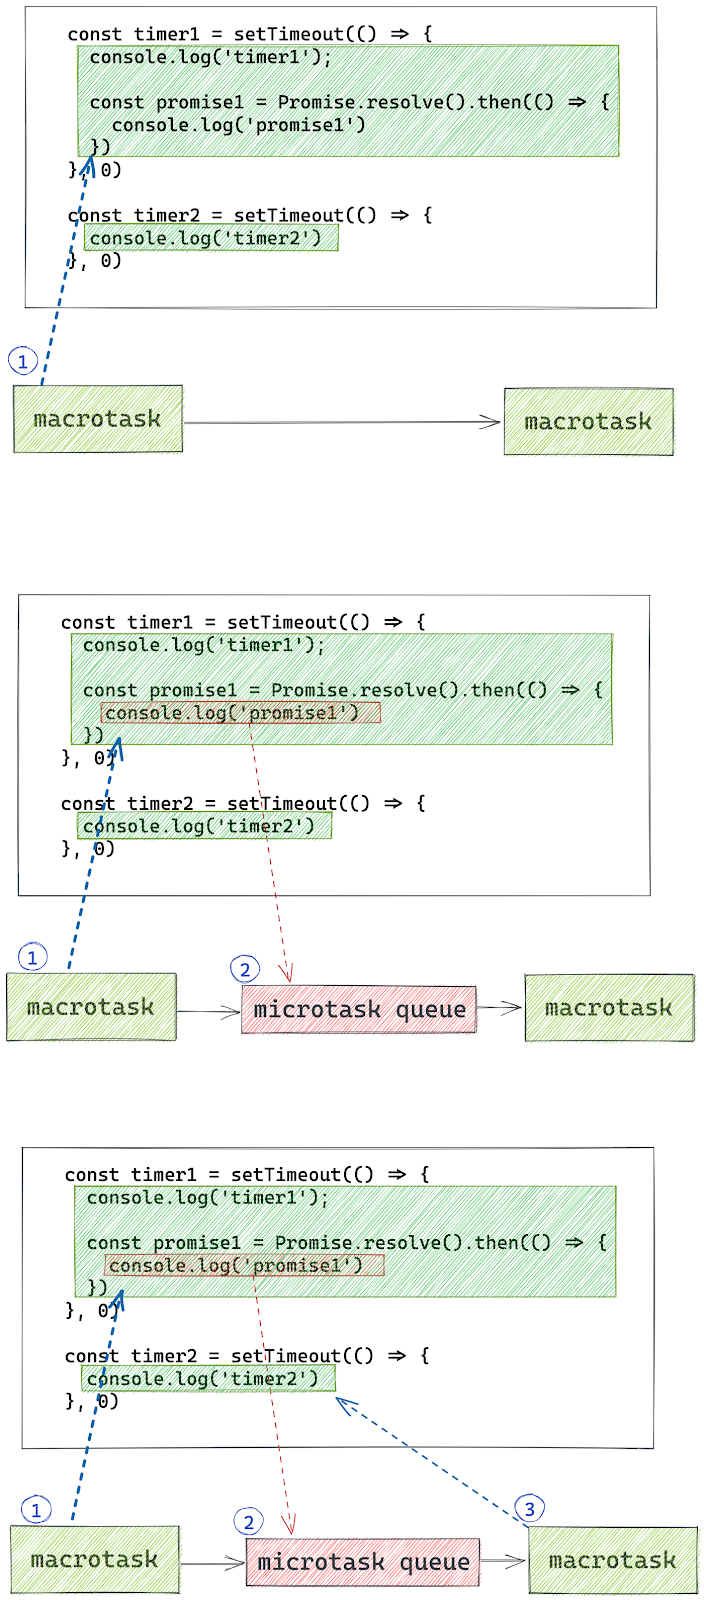 const timer1 = setTimeout(() => {
console.log('timer1');
const promise1 = Promise.resolve().then(() => {
console.log('promise1')
})
}, 0)
const timer2 = setTimeout(() => {
console.log('timer2')
}, 0)
1
macrotask
macrotask
const timer1 = setTimeout(() => {
console.log('timer1');
const promise1 = Promise.resolve().then(() => {
console.log('promise1')
})
}, 0)
const timer2 = setTimeout(() => {
console.log('timer2')
}, 0)
1
2
macrotask
microtask queue
macrotask
const timer1 = setTimeout(() => {
console.log('timer1');
const promise1 = Promise.resolve().then(() => {
console.log('promise1')
})
}, 0)
const timer2 = setTimeout(() => {
console.log('timer2')
}, 0)
1
2
3
macrotask
microtask queue
macrotask